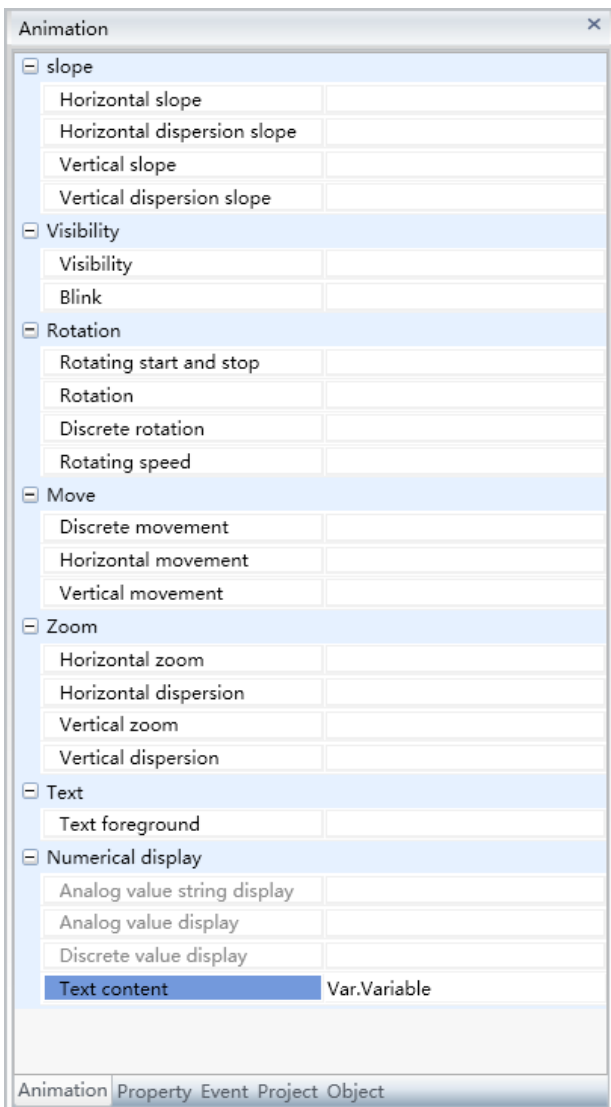 Animation
slope
Horizontal slope
Horizontal dispersion slope
Vertical slope
Vertical dispersion slope
Visibility
Visibility
Blink
Rotation
Rotating start and stop
Rotation
Discrete rotation
Rotating speed
Move
Discrete movement
Horizontal movement
Vertical movement
Zoom
Horizontal zoom
Horizontal dispersion
Vertical zoom
Vertical dispersion
Text
Text foreground
Numerical display
Analog value string display
Analog value display
Discrete value display
Text content Var.Variable
Animation Property Event Project Object